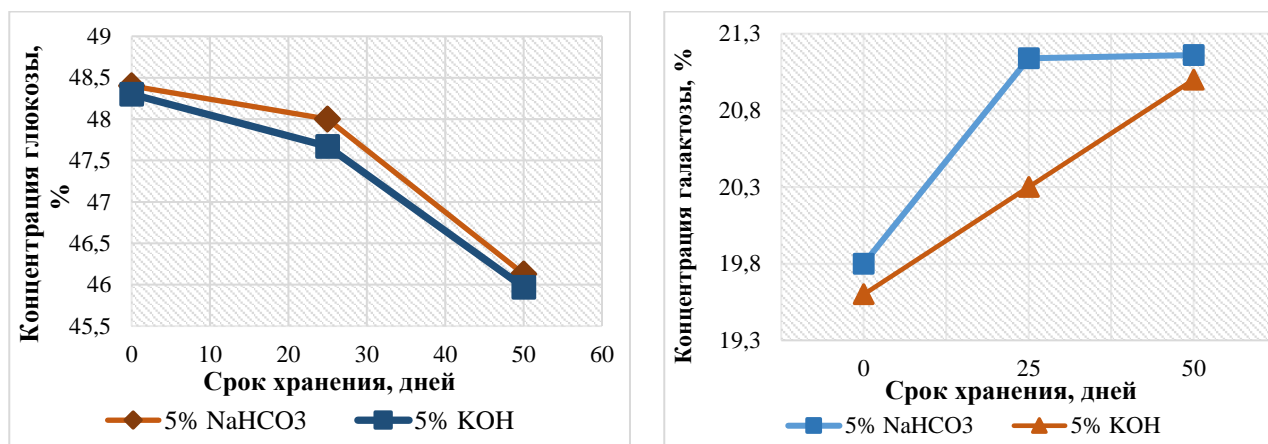 Концентрация глюкозы,
%
49
48,5
48
47,5
47
46,5
46
45,5
0 10 20 30 40 50 60
Срок хранения, дней
5% NaHCO3 5% KOH
Концентрация галактозы, %
21,3
20,8
20,3
19,8
19,3
0 25 50
Срок хранения, дней
5% NaHCO3 5% KOH